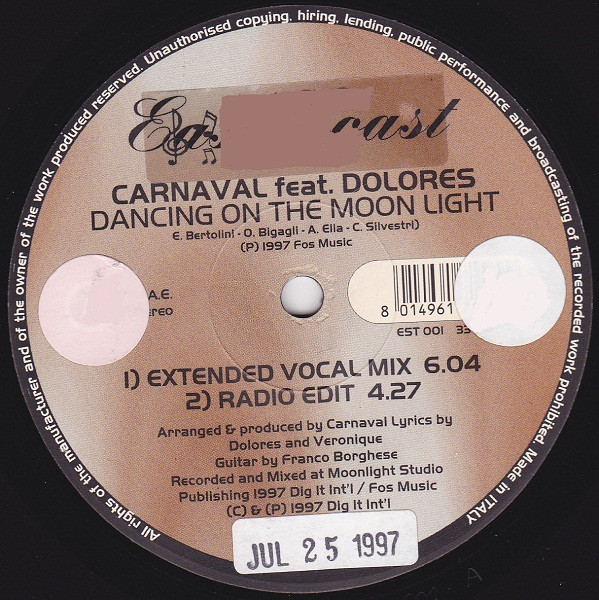 All rights of the manufacturer and of the owner of the work produced reserved. Unauthorised copying, hiring, lending, public performance and broadcasting of the recorded work prohibited. Made in ITALY
CARNAVAL feat. DOLORES
DANCING ON THE MOON LIGHT
E. Bertolini - O. Bigagli - A. Elia - C. Silvestri)
(P) 1997 Fos Music
A.E.
8 014961
EST 001 33
1) EXTENDED VOCAL MIX 6.04
2) RADIO EDIT 4.27
Arranged & produced by Carnaval Lyrics by
Dolores and Veronique
Guitar by Franco Borghese
Recorded and Mixed at Moonlight Studio
Publishing 1997 Dig It Int'l / Fos Music
(C) & (P) 1997 Dig It Int'l
JUL 25 1997